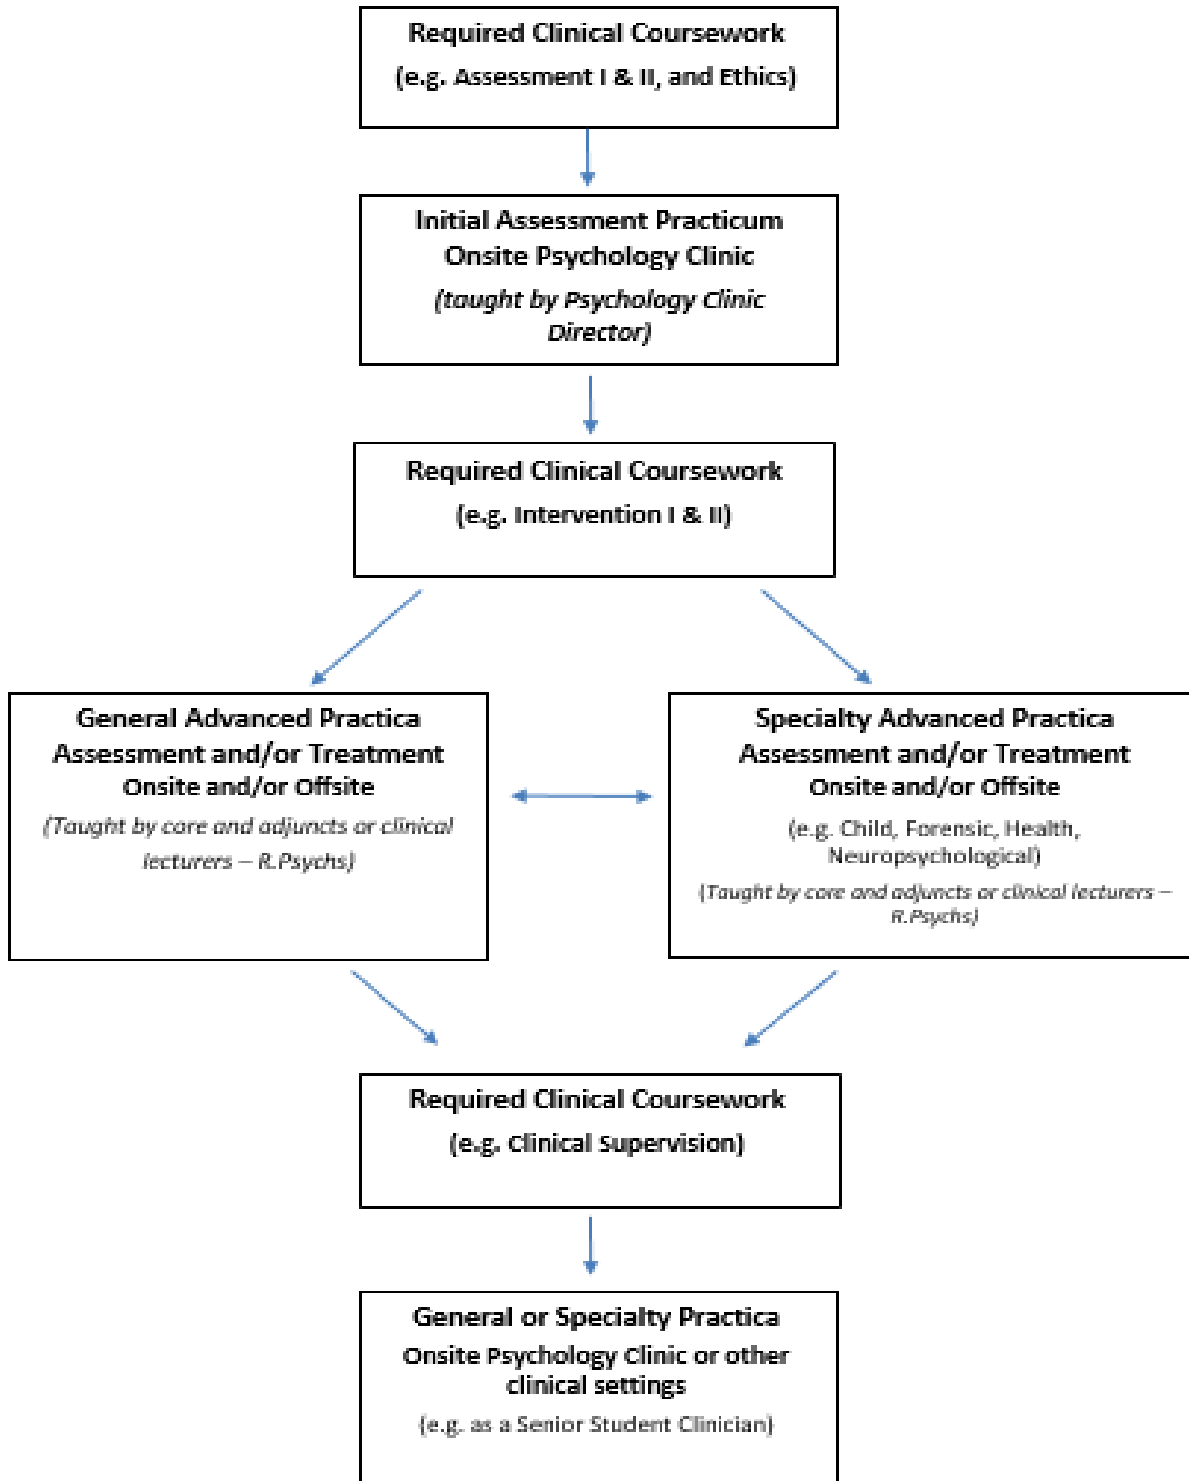 Required Clinical Coursework
(e.g. Assessment I & II, and Ethics)
Initial Assessment Practicum
Onsite Psychology Clinic
(taught by Psychology Clinic
Director)
Required Clinical Coursework
(e.g. Intervention I & II)
General Advanced Practica
Assessment and/or Treatment
Onsite and/or Offsite
(Taught by core and adjuncts or clinical
lecturers – R.Psychs)
Specialty Advanced Practica
Assessment and/or Treatment
Onsite and/or Offsite
(e.g. Child, Forensic, Health,
Neuropsychological)
(Taught by core and adjuncts or clinical lecturers –
R.Psychs)
Required Clinical Coursework
(e.g. Clinical Supervision)
General or Specialty Practica
Onsite Psychology Clinic or other
clinical settings
(e.g. as a Senior Student Clinician)